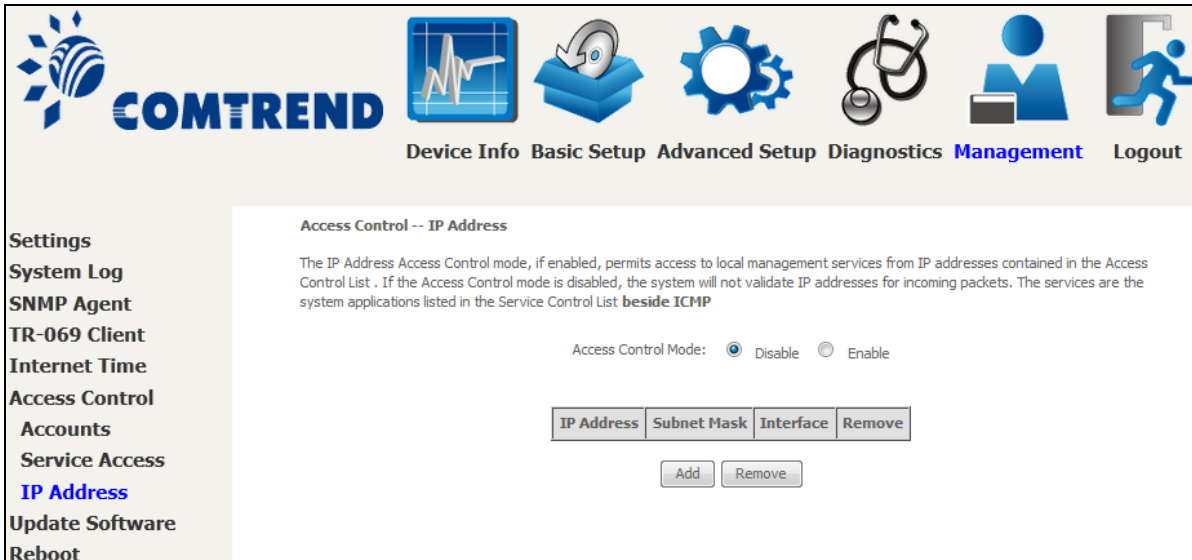 COMTREND
Device Info Basic Setup Advanced Setup Diagnostics Management Logout
Settings
System Log
SNMP Agent
TR-069 Client
Internet Time
Access Control
Accounts
Service Access
IP Address
Update Software
Reboot
Access Control -- IP Address
The IP Address Access Control mode, if enabled, permits access to local management services from IP addresses contained in the Access
Control List . If the Access Control mode is disabled, the system will not validate IP addresses for incoming packets. The services are the
system applications listed in the Service Control List beside ICMP
Access Control Mode: Disable Enable
IP Address Subnet Mask Interface Remove
Add Remove